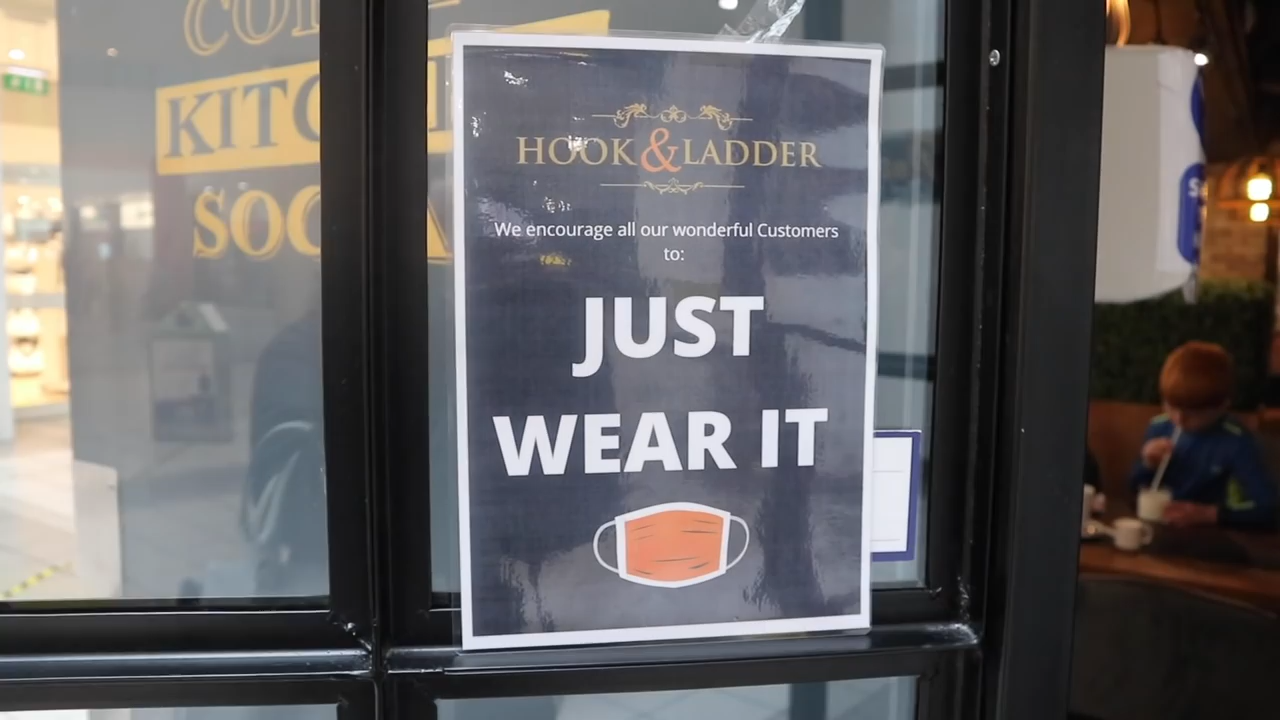 KITC
SOC
HOOK & LADDER
We encourage all our wonderful Customers
to:
JUST
WEAR IT